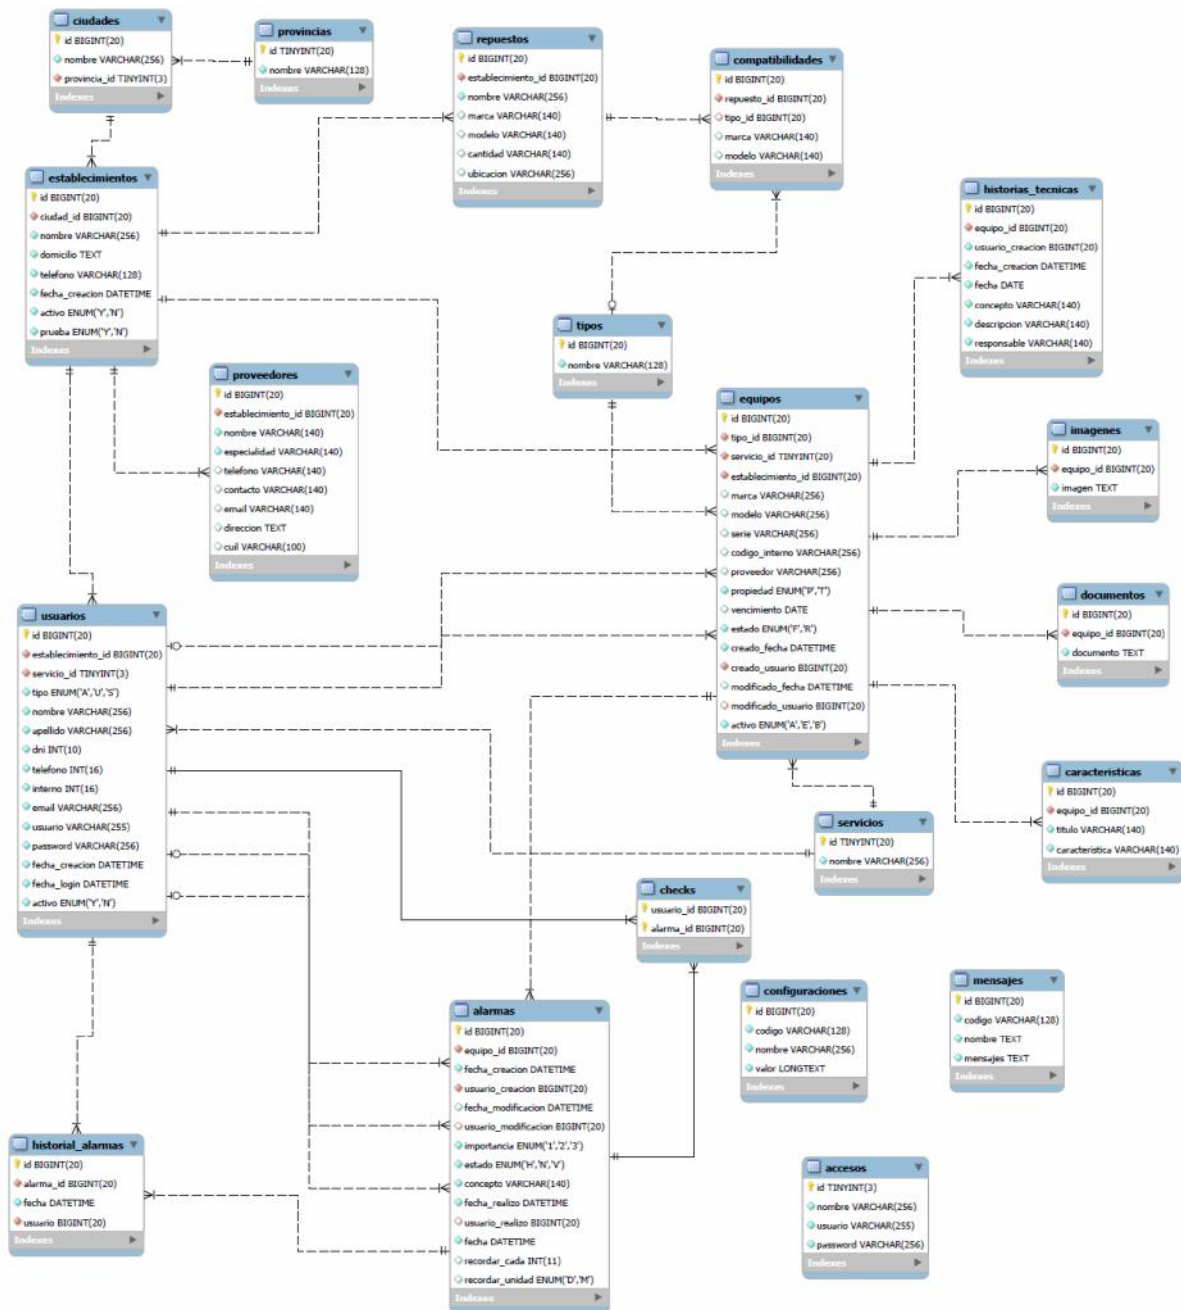 ciudades
id BIGINT(20)
nombre VARCHAR(256)
provincia_id TINYINT(3)
Indexes
provincias
id TINYINT(20)
nombre VARCHAR(128)
Indexes
repuestos
id BIGINT(20)
establecimiento_id BIGINT(20)
nombre VARCHAR(256)
marca VARCHAR(140)
modelo VARCHAR(140)
cantidad VARCHAR(140)
ubicacion VARCHAR(256)
Indexes
compatibilidades
id BIGINT(20)
repuesto_id BIGINT(20)
tipo_id BIGINT(20)
marca VARCHAR(140)
modelo VARCHAR(140)
Indexes
establecimientos
id BIGINT(20)
ciudad_id BIGINT(20)
nombre VARCHAR(256)
domicilio TEXT
telefono VARCHAR(128)
fecha_creacion DATETIME
activo ENUM('Y','N')
prueba ENUM('Y','N')
Indexes
historias_tecnicas
id BIGINT(20)
equipo_id BIGINT(20)
usuario_creacion BIGINT(20)
fecha_creacion DATETIME
fecha DATE
concepto VARCHAR(140)
descripcion VARCHAR(140)
responsable VARCHAR(140)
Indexes
tipos
id BIGINT(20)
nombre VARCHAR(128)
Indexes
proveedores
id BIGINT(20)
establecimiento_id BIGINT(20)
nombre VARCHAR(140)
especialidad VARCHAR(140)
telefono VARCHAR(140)
contacto VARCHAR(140)
email VARCHAR(140)
direccion TEXT
cuil VARCHAR(100)
Indexes
equipos
id BIGINT(20)
tipo_id BIGINT(20)
servicio_id TINYINT(20)
establecimiento_id BIGINT(20)
marca VARCHAR(256)
modelo VARCHAR(256)
serie VARCHAR(256)
codigo_interno VARCHAR(256)
proveedor VARCHAR(256)
propiedad ENUM('P','T')
vencimiento DATE
estado ENUM('F','R')
creado_fecha DATETIME
creado_usuario BIGINT(20)
modificado_fecha DATETIME
modificado_usuario BIGINT(20)
activo ENUM('A','E','B')
Indexes
imagenes
id BIGINT(20)
equipo_id BIGINT(20)
imagen TEXT
Indexes
documentos
id BIGINT(20)
equipo_id BIGINT(20)
documento TEXT
Indexes
usuarios
id BIGINT(20)
establecimiento_id BIGINT(20)
servicio_id TINYINT(3)
tipo ENUM('A','U','S')
nombre VARCHAR(256)
apellido VARCHAR(256)
dni INT(10)
telefono INT(16)
interno INT(16)
email VARCHAR(256)
usuario VARCHAR(255)
password VARCHAR(256)
fecha_creacion DATETIME
fecha_login DATETIME
activo ENUM('Y','N')
Indexes
caracteristicas
id BIGINT(20)
equipo_id BIGINT(20)
titulo VARCHAR(140)
caracteristica VARCHAR(140)
Indexes
servicios
id TINYINT(20)
nombre VARCHAR(256)
Indexes
checks
usuario_id BIGINT(20)
alarma_id BIGINT(20)
Indexes
configuraciones
id BIGINT(20)
codigo VARCHAR(128)
nombre VARCHAR(256)
valor LONGTEXT
Indexes
mensajes
id BIGINT(20)
codigo VARCHAR(128)
nombre TEXT
mensajes TEXT
Indexes
alarmas
id BIGINT(20)
equipo_id BIGINT(20)
fecha_creacion DATETIME
usuario_creacion BIGINT(20)
fecha_modificacion DATETIME
usuario_modificacion BIGINT(20)
importancia ENUM('1','2','3')
estado ENUM('H','N','V')
concepto VARCHAR(140)
fecha_realizo DATETIME
usuario_realizo BIGINT(20)
fecha DATETIME
recordar_cada INT(11)
recordar_unidad ENUM('D','M')
Indexes
historial_alarmas
id BIGINT(20)
alarma_id BIGINT(20)
fecha DATETIME
usuario BIGINT(20)
Indexes
accesos
id TINYINT(3)
nombre VARCHAR(256)
usuario VARCHAR(255)
password VARCHAR(256)
Indexes